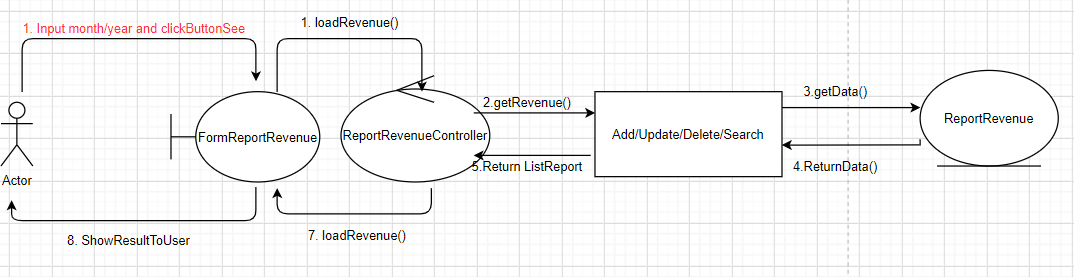 1. Input month/year and clickButtonSee
1. loadRevenue()
2.getRevenue()
3.getData()
FormReportRevenue
ReportRevenueController
Add/Update/Delete/Search
ReportRevenue
Actor
5.Return ListReport
4.ReturnData()
8. ShowResultToUser
7. loadRevenue()